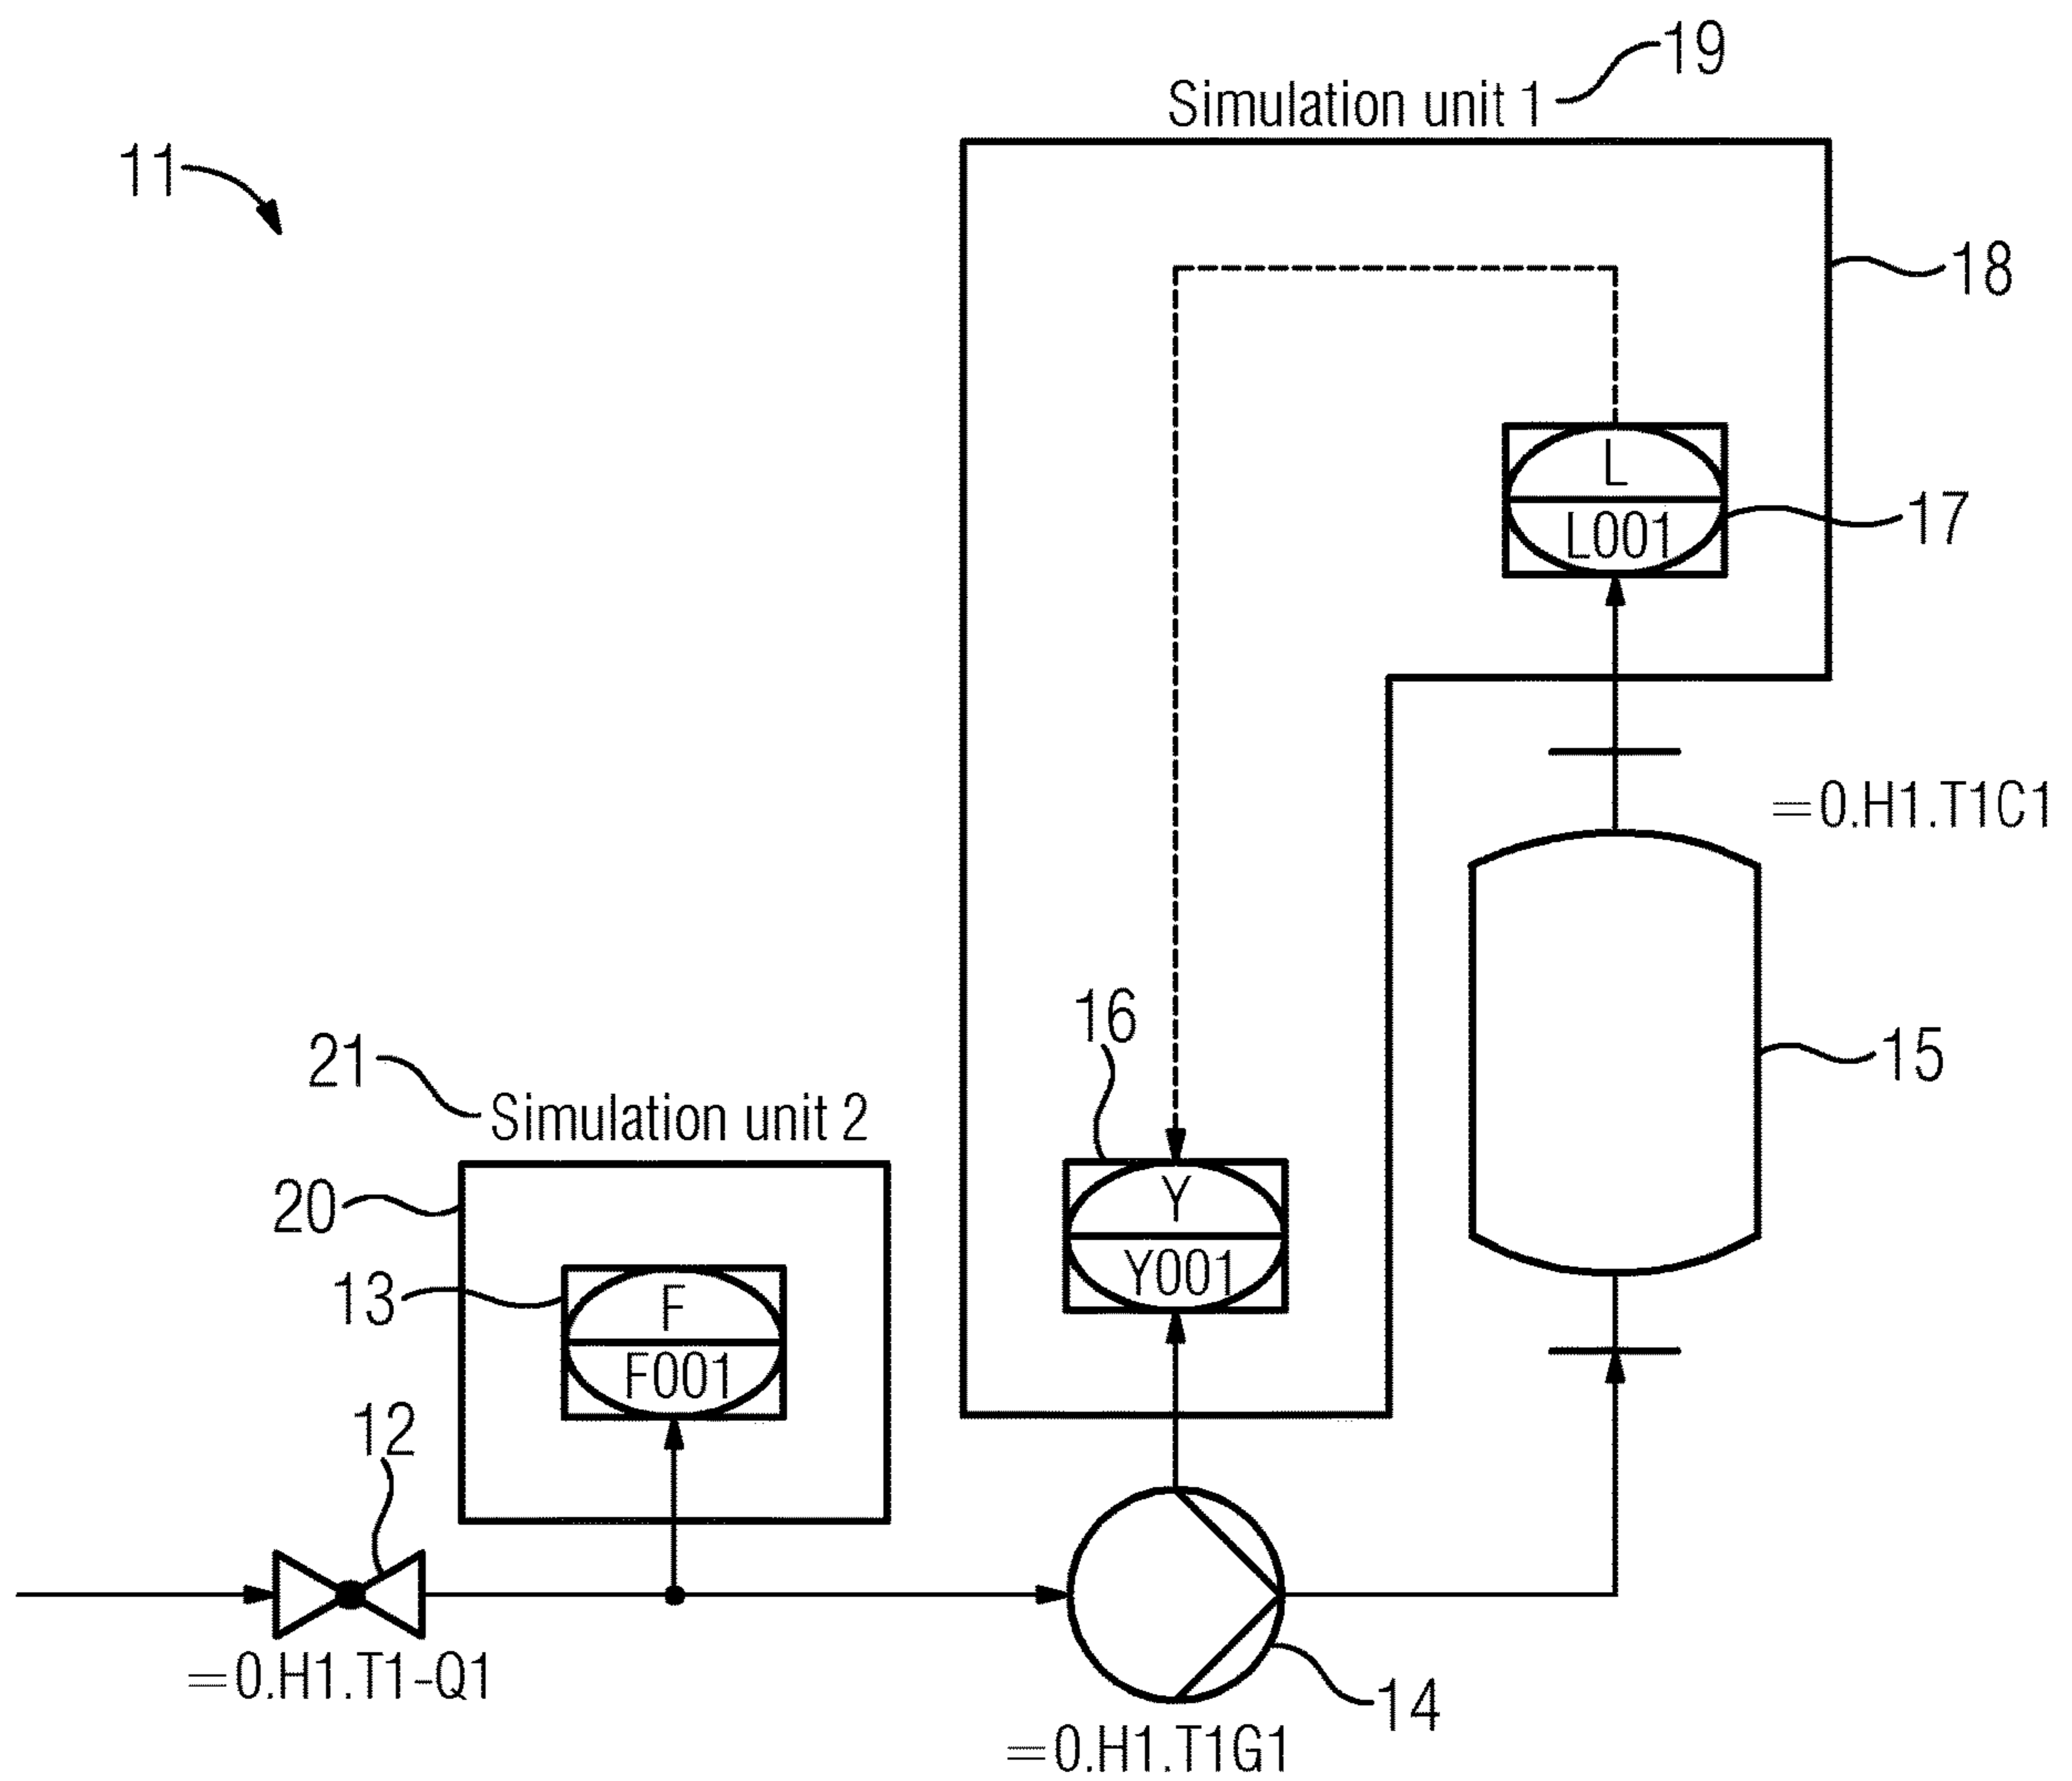 19
Simulation unit 1
11
18
L
L001
17
=0.H1.T1C1
16
15
21
Simulation unit 2
20
Y
Y001
13
F
F001
12
=0.H1.T1-Q1
14
=0.H1.T1G1